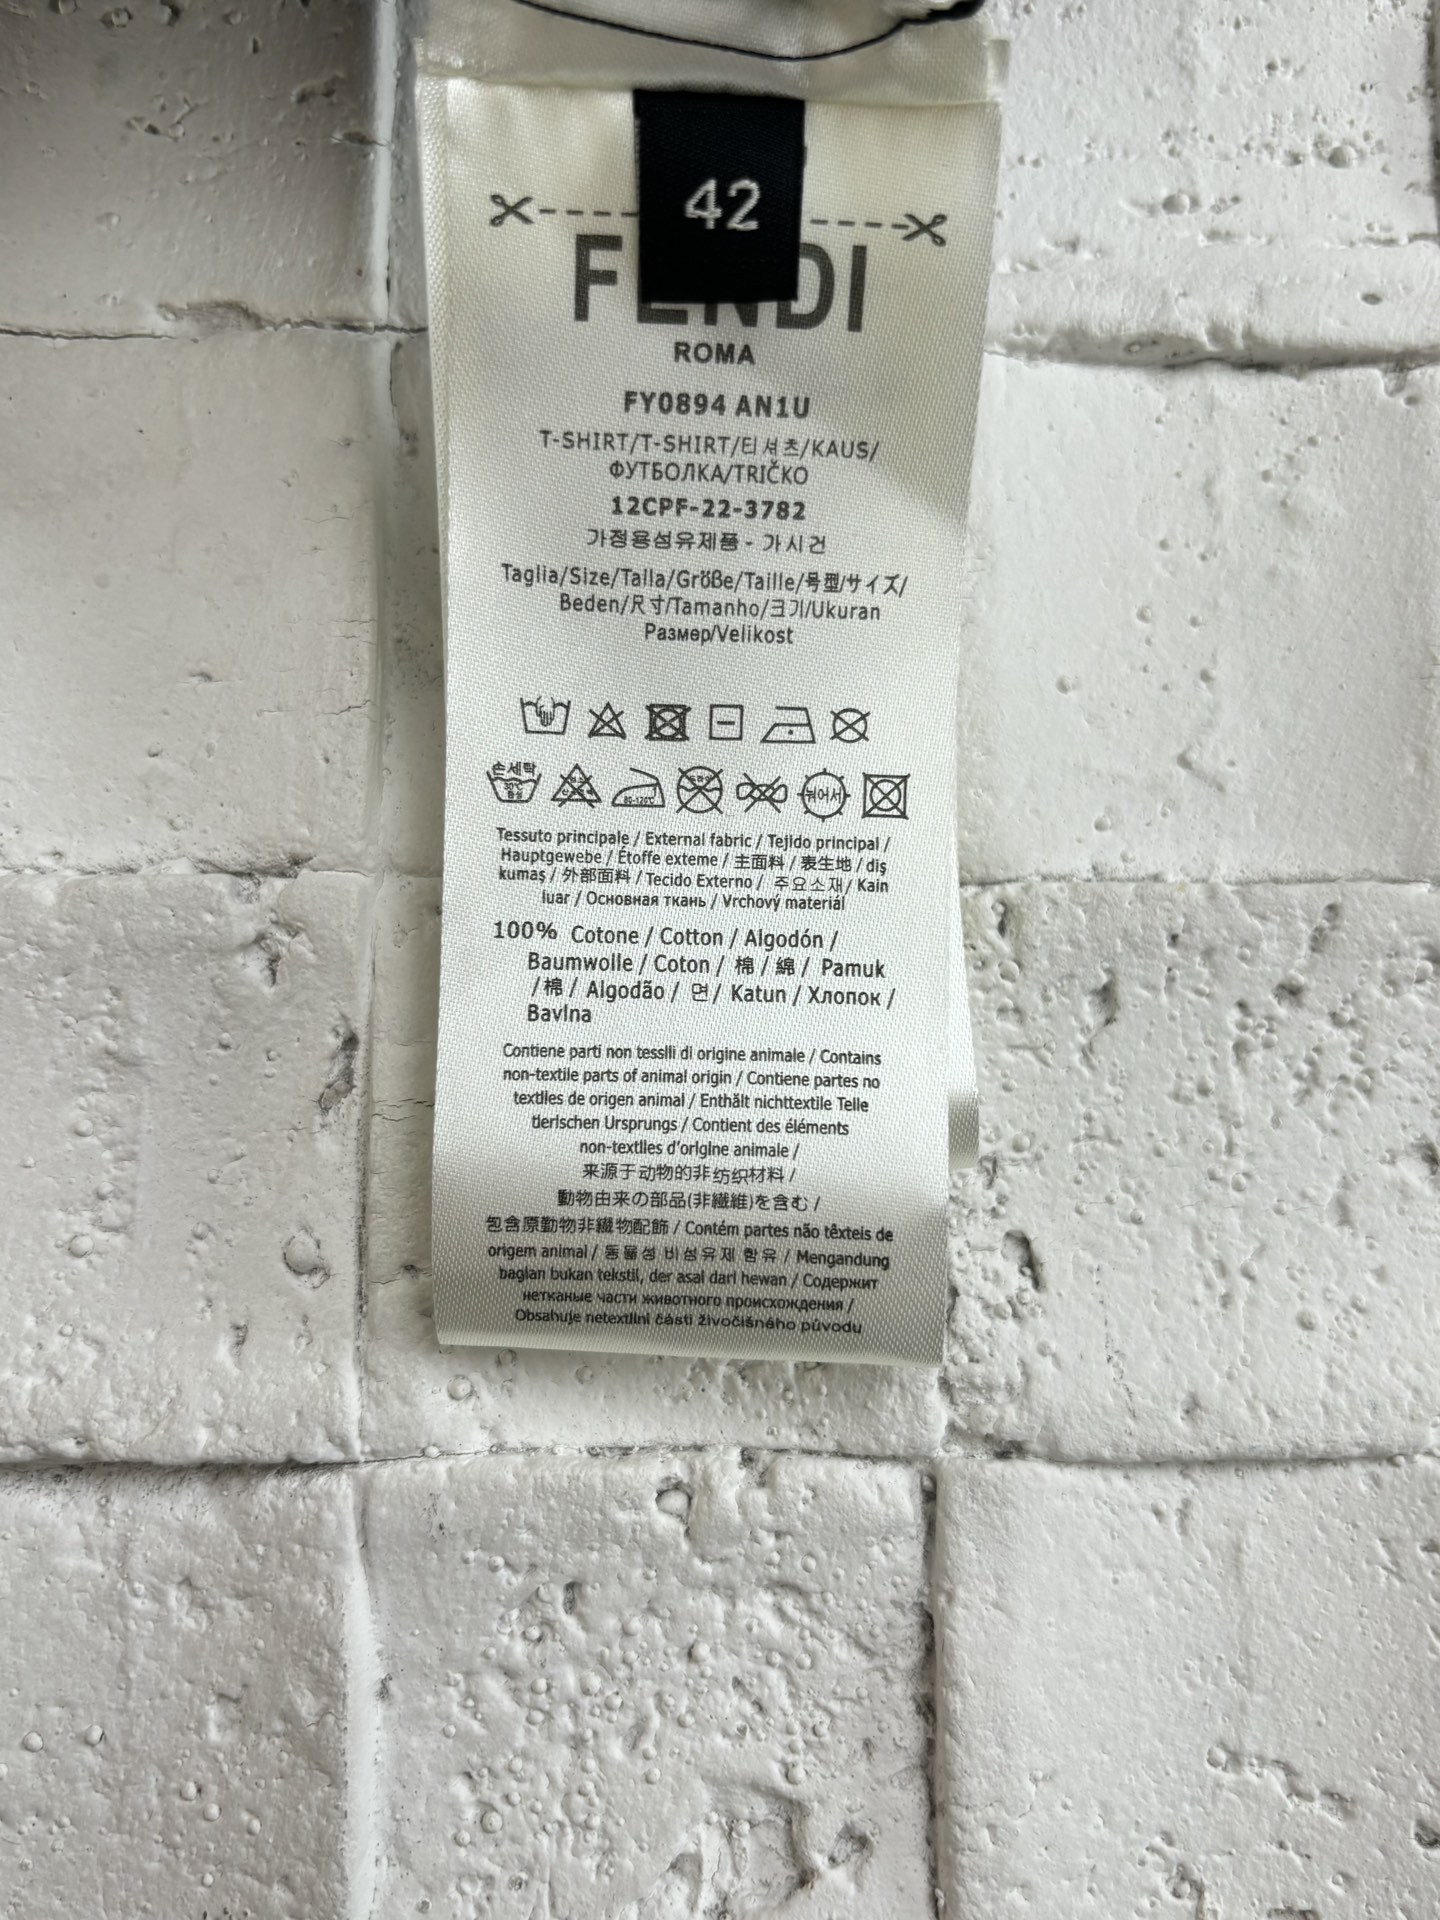 42
FENDI
ROMA
FY0894 AN1U
T-SHIRT/T-SHIRT/티셔츠/KAUS/
ФУТБОЛКА/TRIČKO
12CPF-22-3782
가정용섬유제품 - 가시건
Taglia/Size/Talla/Größe/Taille/号型/サイズ/
Beden/尺寸/Tamanho/크기/Ukuran
Размер/Velikost
손세탁
30℃
중성
80-120℃
뉘어서
Tessuto principale / External fabric / Tejido principal /
Hauptgewebe / Étoffe exteme / 主面料 / 表生地 / dış
kumaş / 外部面料 / Tecido Externo / 주요소재/ Kain
luar / Основная ткань / Vrchový materiál
100% Cotone / Cotton / Algodón /
Baumwolle / Coton / 棉 / 綿 / Pamuk
/ 棉 / Algodão / 면/ Katun / Хлопок /
Bavlna
Contiene parti non tessili di origine animale / Contains
non-textile parts of animal origin / Contiene partes no
textiles de origen animal / Enthält nichttextile Telle
tierischen Ursprungs / Contient des éléments
non-textiles d'origine animale /
来源于动物的非纺织材料 /
動物由来の部品(非繊維)を含む /
包含原動物非纖物配飾 / Contém partes não têxteis de
origem animal / 동물성 비섬유제 함유 / Mengandung
bagian bukan tekstil, der asal dari hewan / Содержит
нетканые части животного происхождения /
Obsahuje netextilní části živočišného původu